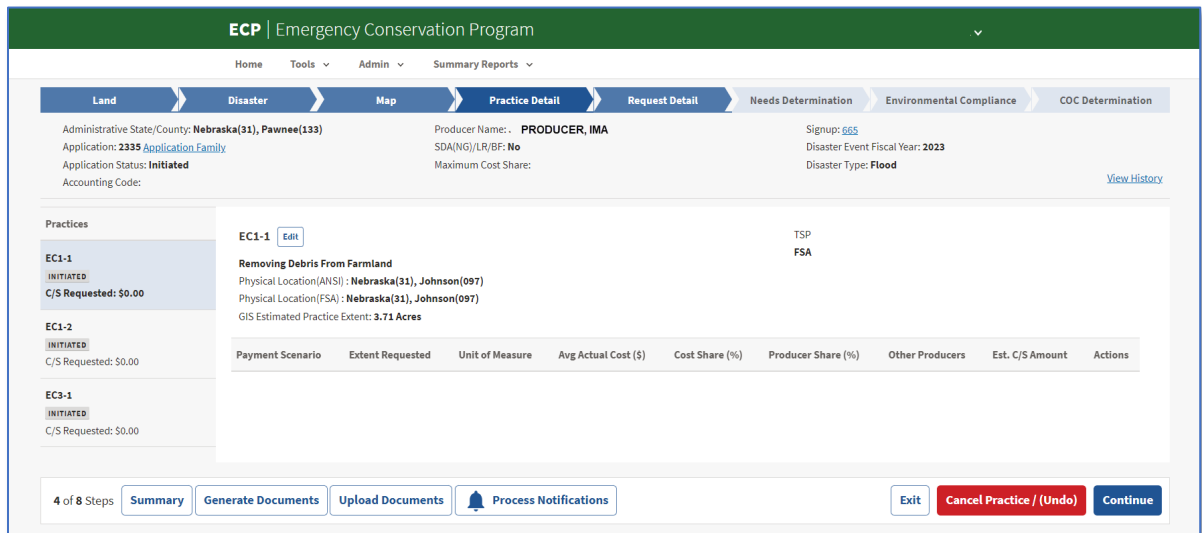 ECP | Emergency Conservation Program
Home Tools Admin Summary Reports
Land Disaster Map Practice Detail Request Detail Needs Determination Environmental Compliance COC Determination
Administrative State/County: Nebraska(31), Pawnee(133) Producer Name: . PRODUCER, IMA Signup: 665
Application: 2335 Application Family SDA(NG)/LR/BF: No Disaster Event Fiscal Year: 2023
Application Status: Initiated Maximum Cost Share: Disaster Type: Flood
Accounting Code: View History
Practices
EC1-1
INITIATED
C/S Requested: $0.00
EC1-2
INITIATED
C/S Requested: $0.00
EC3-1
INITIATED
C/S Requested: $0.00
EC1-1 Edit TSP
FSA
Removing Debris From Farmland
Physical Location(ANSI) : Nebraska(31), Johnson(097)
Physical Location(FSA) : Nebraska(31), Johnson(097)
GIS Estimated Practice Extent: 3.71 Acres
Payment Scenario Extent Requested Unit of Measure Avg Actual Cost ($) Cost Share (%) Producer Share (%) Other Producers Est. C/S Amount Actions
4 of 8 Steps Summary Generate Documents Upload Documents Process Notifications Exit Cancel Practice / (Undo) Continue